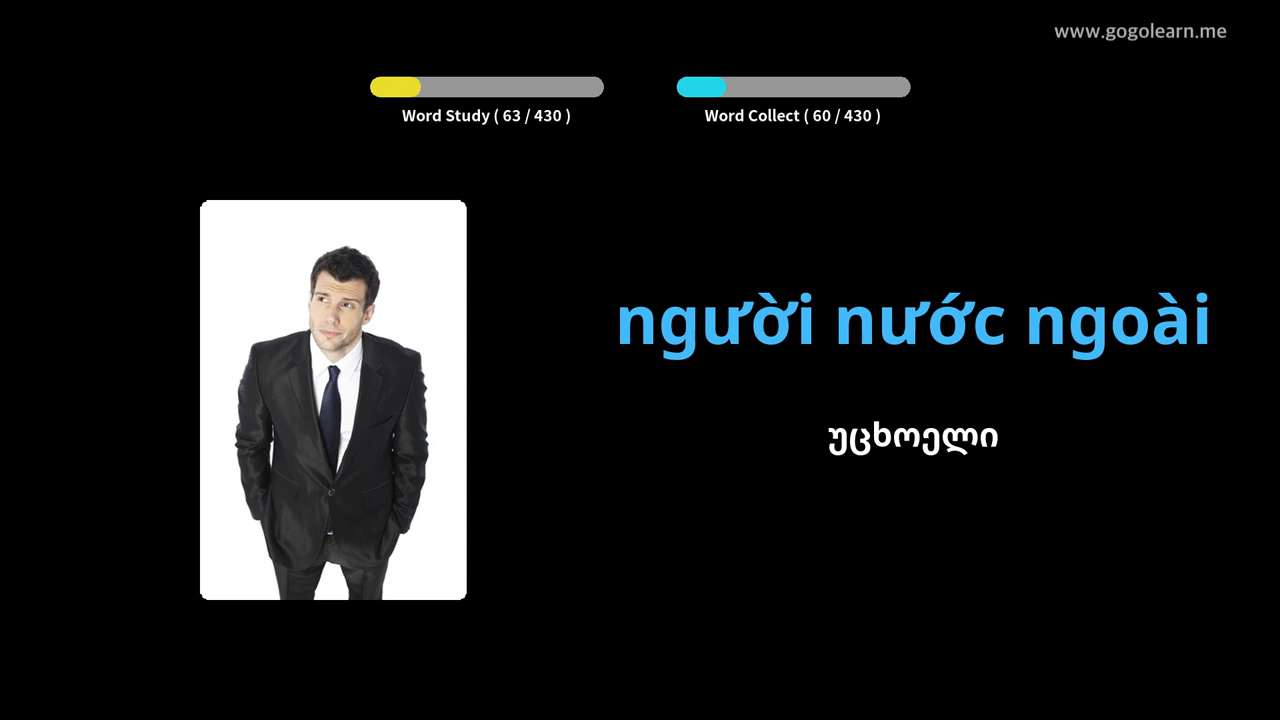 www.gogolearn.me
Word Study ( 63 / 430 )
Word Collect ( 60 / 430 )
người nước ngoài
უცხოელი